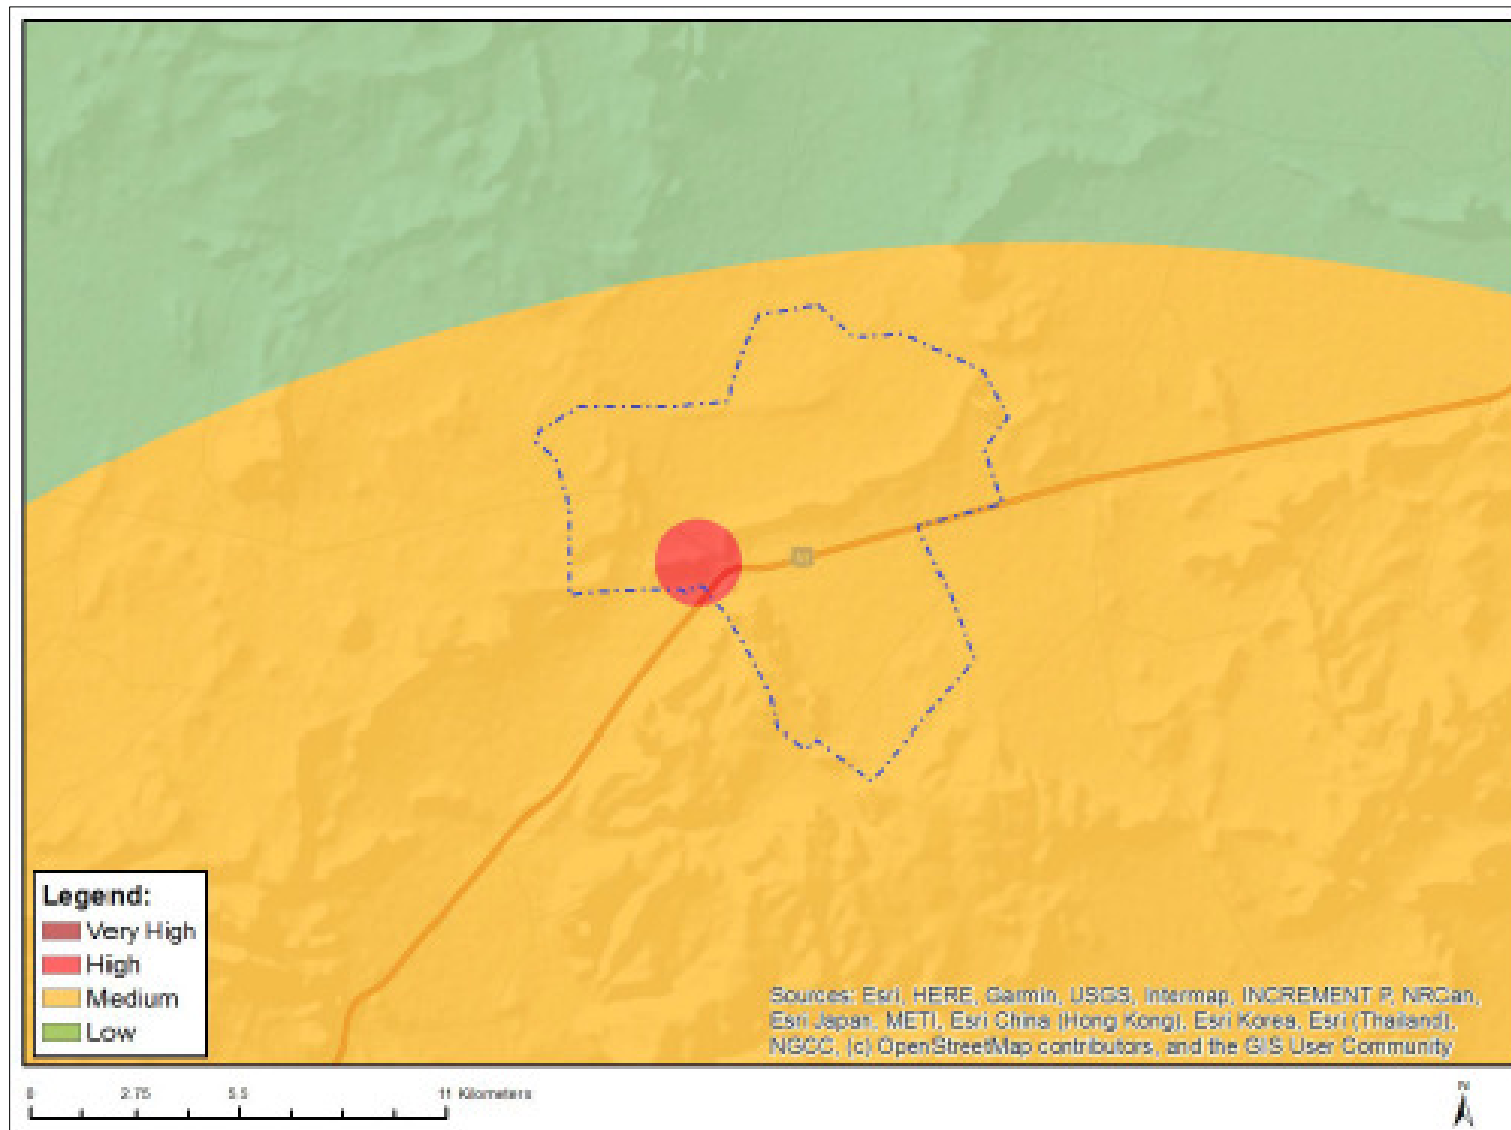 Legend:
Very High
High
Medium
Low
Sources: Esri, HERE, Garmin, USGS, Intermap, INCREMENT P, NRCan,
Esri Japan, METI, Esri China (Hong Kong), Esri Korea, Esri (Thailand),
NGCC, (c) OpenStreetMap contributors, and the GIS User Community
0 2.75 5.5 11 Kilometers
N